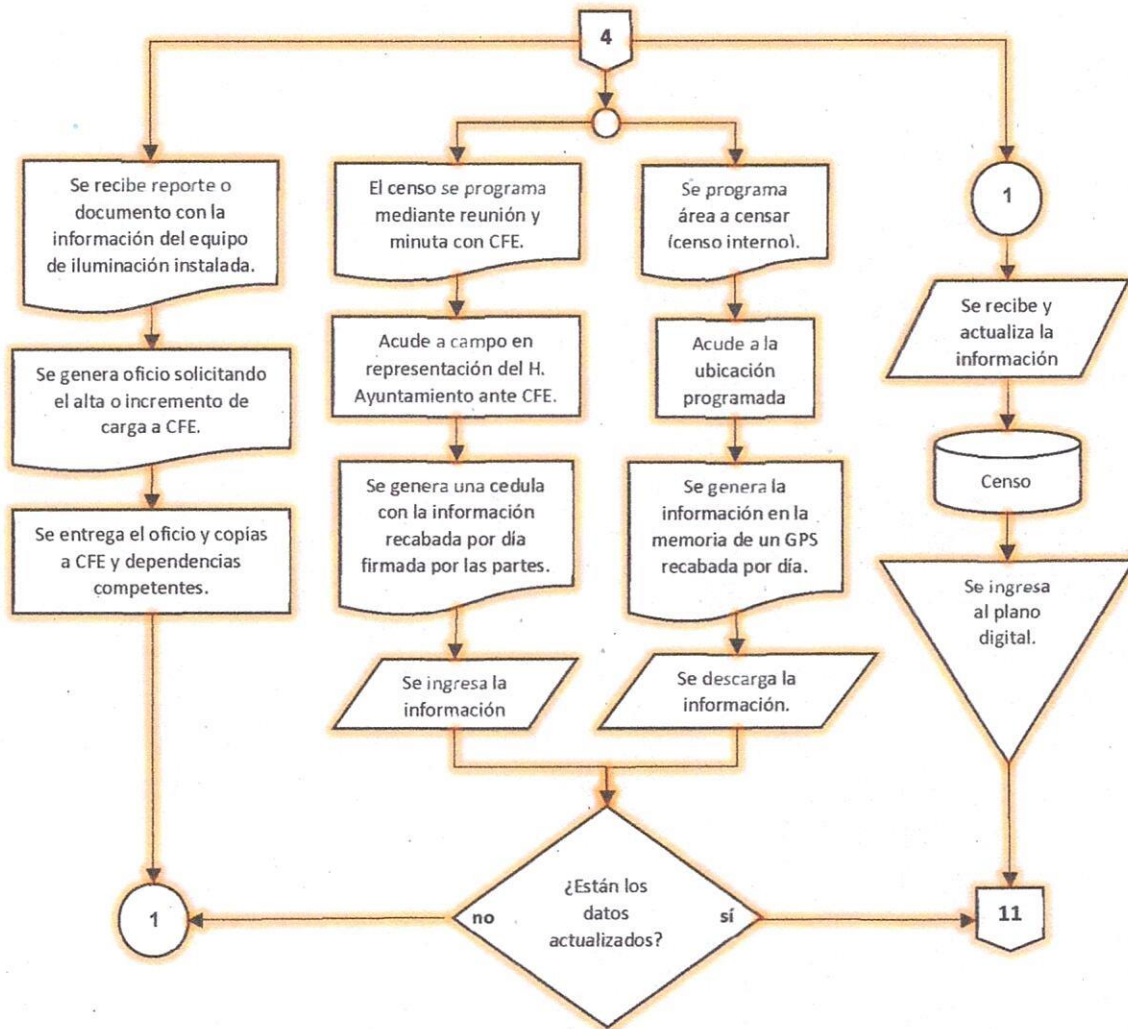 4
Se recibe reporte o
documento con la
información del equipo
de iluminación instalada.
Se genera oficio solicitando
el alta o incremento de
carga a CFE.
Se entrega el oficio y copias
a CFE y dependencias
competentes.
1
El censo se programa
mediante reunión y
minuta con CFE.
Acude a campo en
representación del H.
Ayuntamiento ante CFE.
Se genera una cedula
con la información
recabada por día
firmada por las partes.
Se ingresa la
información
Se programa
área a censar
(censo interno).
Acude a la
ubicación
programada
Se genera la
información en la
memoria de un GPS
recabada por día.
Se descarga la
información.
¿Están los
datos
actualizados?
no
sí
1
Se recibe y
actualiza la
información
Censo
Se ingresa
al plano
digital.
11